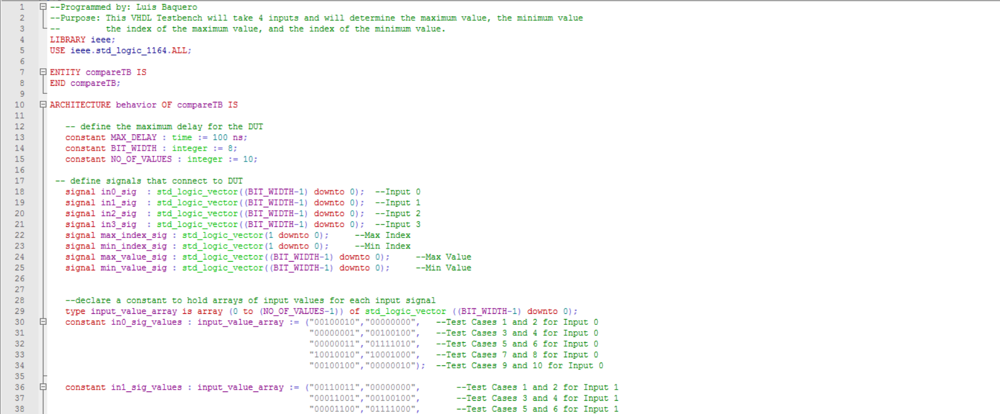 1 --Programmed by: Luis Baquero
2 --Purpose: This VHDL Testbench will take 4 inputs and will determine the maximum value, the minimum value
3 -- the index of the maximum value, and the index of the minimum value.
4 LIBRARY ieee;
5 USE ieee.std_logic_1164.ALL;
6
7 ENTITY compareTB IS
8 END compareTB;
9
10 ARCHITECTURE behavior OF compareTB IS
11
12 -- define the maximum delay for the DUT
13 constant MAX_DELAY : time := 100 ns;
14 constant BIT_WIDTH : integer := 8;
15 constant NO_OF_VALUES : integer := 10;
16
17 -- define signals that connect to DUT
18 signal in0_sig : std_logic_vector((BIT_WIDTH-1) downto 0); --Input 0
19 signal in1_sig : std_logic_vector((BIT_WIDTH-1) downto 0); --Input 1
20 signal in2_sig : std_logic_vector((BIT_WIDTH-1) downto 0); --Input 2
21 signal in3_sig : std_logic_vector((BIT_WIDTH-1) downto 0); --Input 3
22 signal max_index_sig : std_logic_vector(1 downto 0); --Max Index
23 signal min_index_sig : std_logic_vector(1 downto 0); --Min Index
24 signal max_value_sig : std_logic_vector((BIT_WIDTH-1) downto 0); --Max Value
25 signal min_value_sig : std_logic_vector((BIT_WIDTH-1) downto 0); --Min Value
26
27
28 --declare a constant to hold arrays of input values for each input signal
29 type input_value_array is array (0 to (NO_OF_VALUES-1)) of std_logic_vector ((BIT_WIDTH-1) downto 0);
30 constant in0_sig_values : input_value_array := ("00100010","00000000", --Test Cases 1 and 2 for Input 0
31 "00000001","00100100", --Test Cases 3 and 4 for Input 0
32 "00000011","01111010", --Test Cases 5 and 6 for Input 0
33 "10010010","10001000", --Test Cases 7 and 8 for Input 0
34 "00100100","00000010"); --Test Cases 9 and 10 for Input 0
35
36 constant in1_sig_values : input_value_array := ("00110011","00000000", --Test Cases 1 and 2 for Input 1
37 "00011001","00100100", --Test Cases 3 and 4 for Input 1
38 "00001100","01111000", --Test Cases 5 and 6 for Input 1